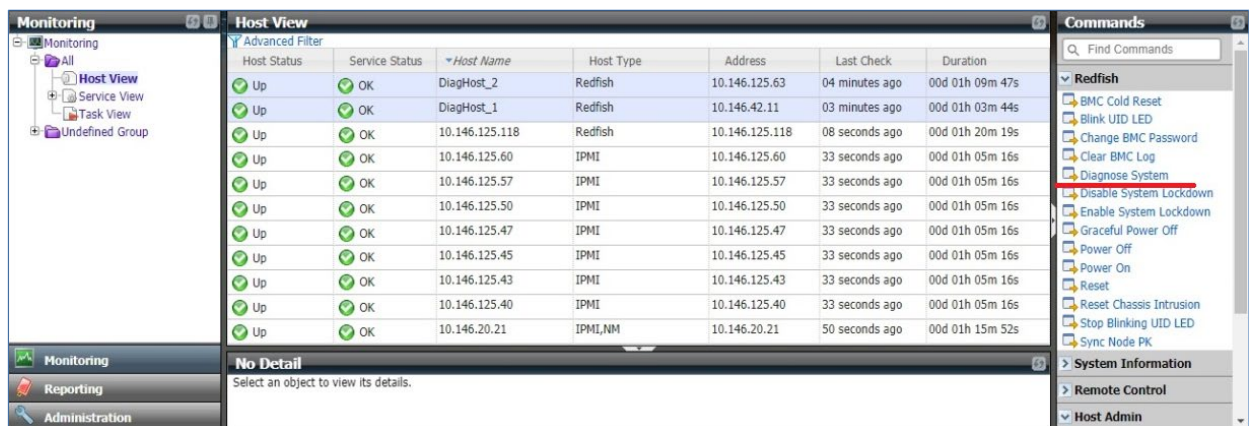 Monitoring
Monitoring
All
Host View
Service View
Task View
Undefined Group
Monitoring
Reporting
Administration
Host View
Advanced Filter
Host Status Service Status Host Name Host Type Address Last Check Duration
Up OK DiagHost_2 Redfish 10.146.125.63 04 minutes ago 00d 01h 09m 47s
Up OK DiagHost_1 Redfish 10.146.42.11 03 minutes ago 00d 01h 03m 44s
Up OK 10.146.125.118 Redfish 10.146.125.118 08 seconds ago 00d 01h 20m 19s
Up OK 10.146.125.60 IPMI 10.146.125.60 33 seconds ago 00d 01h 05m 16s
Up OK 10.146.125.57 IPMI 10.146.125.57 33 seconds ago 00d 01h 05m 16s
Up OK 10.146.125.50 IPMI 10.146.125.50 33 seconds ago 00d 01h 05m 16s
Up OK 10.146.125.47 IPMI 10.146.125.47 33 seconds ago 00d 01h 05m 16s
Up OK 10.146.125.45 IPMI 10.146.125.45 33 seconds ago 00d 01h 05m 16s
Up OK 10.146.125.43 IPMI 10.146.125.43 33 seconds ago 00d 01h 05m 16s
Up OK 10.146.125.40 IPMI 10.146.125.40 33 seconds ago 00d 01h 05m 16s
Up OK 10.146.20.21 IPMI,NM 10.146.20.21 50 seconds ago 00d 01h 15m 52s
No Detail
Select an object to view its details.
Commands
Find Commands
Redfish
BMC Cold Reset
Blink UID LED
Change BMC Password
Clear BMC Log
Diagnose System
Disable System Lockdown
Enable System Lockdown
Graceful Power Off
Power Off
Power On
Reset
Reset Chassis Intrusion
Stop Blinking UID LED
Sync Node PK
System Information
Remote Control
Host Admin